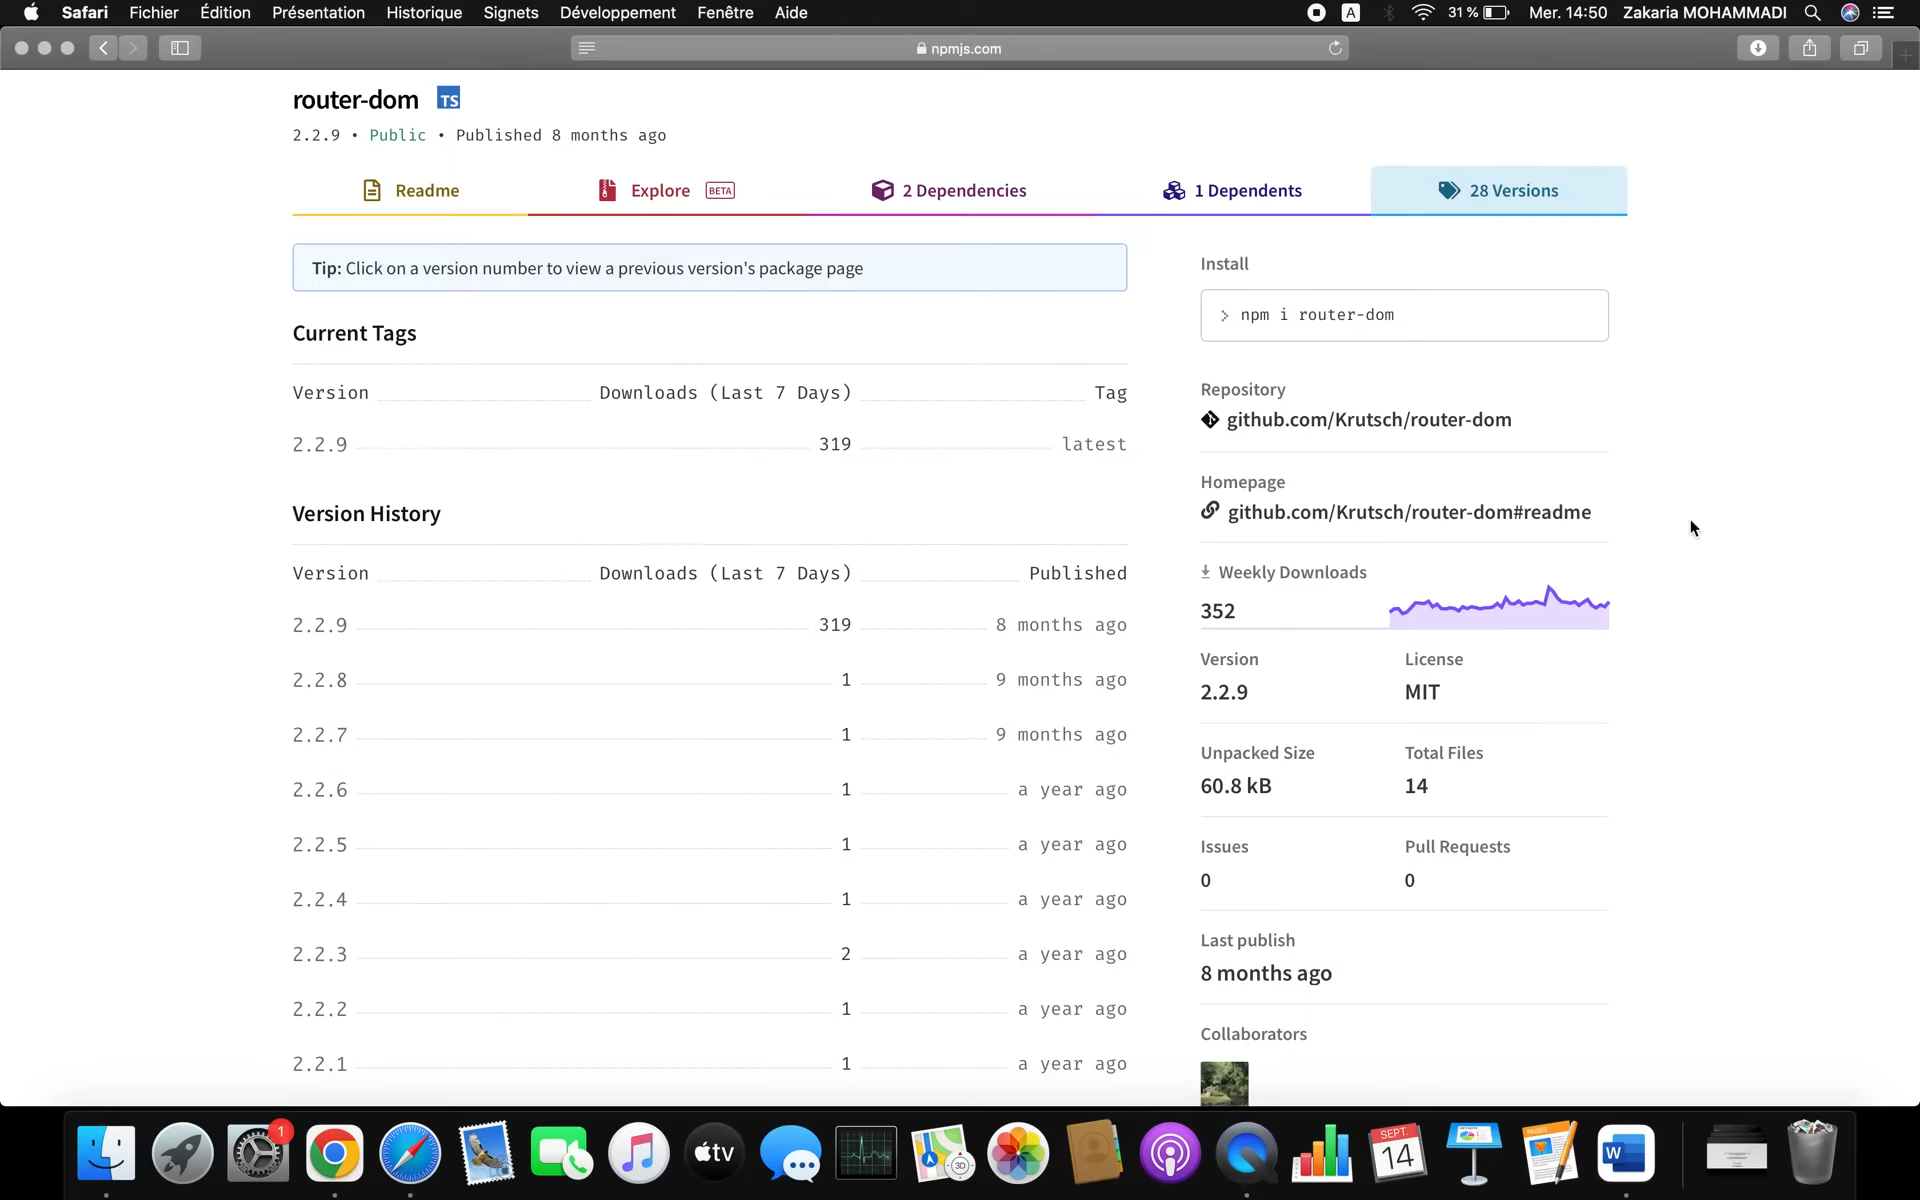 Safari Fichier Édition Présentation Historique Signets Développement Fenêtre Aide A 31 % Mer. 14:50 Zakaria MOHAMMADI
npmjs.com
router-dom TS
2.2.9 • Public • Published 8 months ago
Readme Explore BETA 2 Dependencies 1 Dependents 28 Versions
Tip: Click on a version number to view a previous version's package page
Current Tags
Version Downloads (Last 7 Days) Tag
2.2.9 319 latest
Version History
Version Downloads (Last 7 Days) Published
2.2.9 319 8 months ago
2.2.8 1 9 months ago
2.2.7 1 9 months ago
2.2.6 1 a year ago
2.2.5 1 a year ago
2.2.4 1 a year ago
2.2.3 2 a year ago
2.2.2 1 a year ago
2.2.1 1 a year ago
Install
> npm i router-dom
Repository
github.com/Krutsch/router-dom
Homepage
github.com/Krutsch/router-dom#readme
Weekly Downloads
352
Version License
2.2.9 MIT
Unpacked Size Total Files
60.8 kB 14
Issues Pull Requests
0 0
Last publish
8 months ago
Collaborators
1 tv 3D SEPT. 14 PAGES W